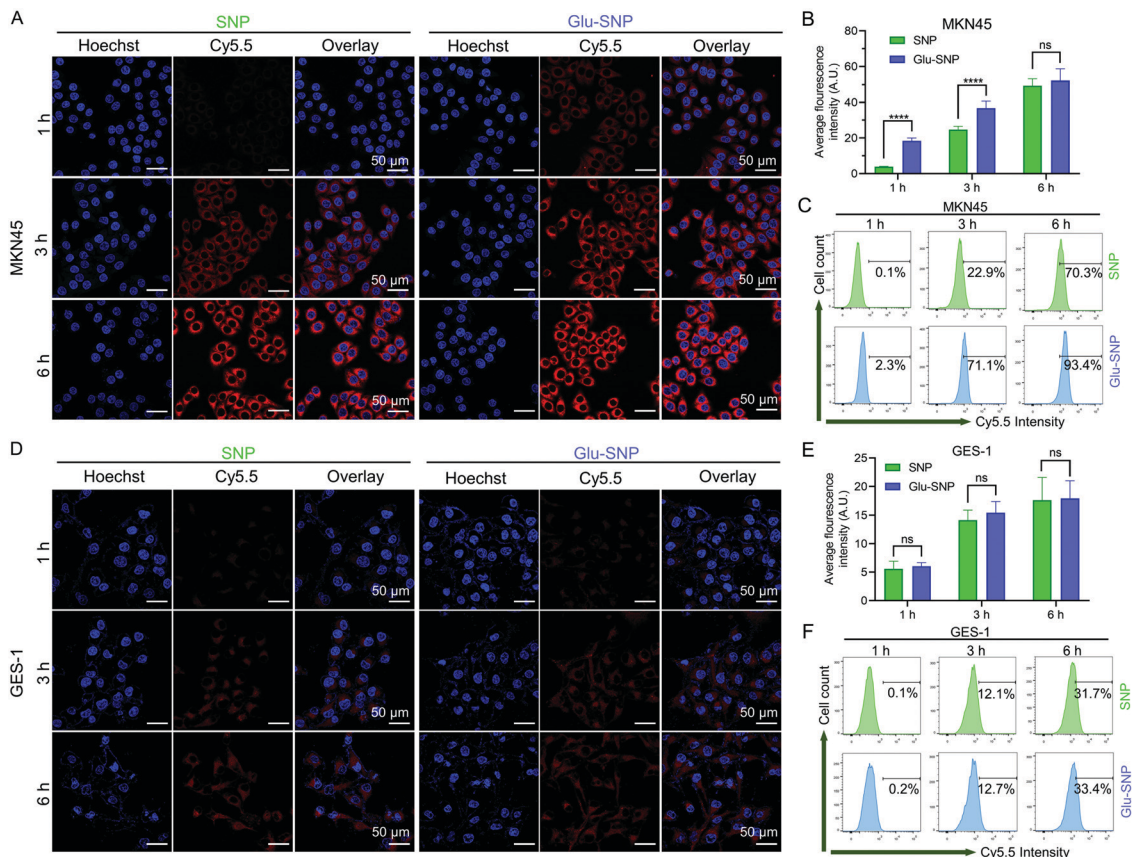 A
SNP
Glu-SNP
Hoechst Cy5.5 Overlay Hoechst Cy5.5 Overlay
MKN45
1 h
50 µm 50 µm
3 h
50 µm 50 µm
6 h
50 µm 50 µm
B
MKN45
SNP
Glu-SNP
Average flourescence
intensity (A.U.)
80
60
40
20
0
**** **** ns
1 h 3 h 6 h
C
MKN45
1 h 3 h 6 h
Cell count
0.1% 22.9% 70.3%
SNP
2.3% 71.1% 93.4%
Glu-SNP
Cy5.5 Intensity
D
SNP
Glu-SNP
Hoechst Cy5.5 Overlay Hoechst Cy5.5 Overlay
GES-1
1 h
50 µm 50 µm
3 h
50 µm 50 µm
6 h
50 µm 50 µm
E
GES-1
SNP
Glu-SNP
Average fluorescence
intensity (A.U.)
25
20
15
10
5
0
ns ns ns
1 h 3 h 6 h
F
GES-1
1 h 3 h 6 h
Cell count
0.1% 12.1% 31.7%
SNP
0.2% 12.7% 33.4%
Glu-SNP
Cy5.5 Intensity